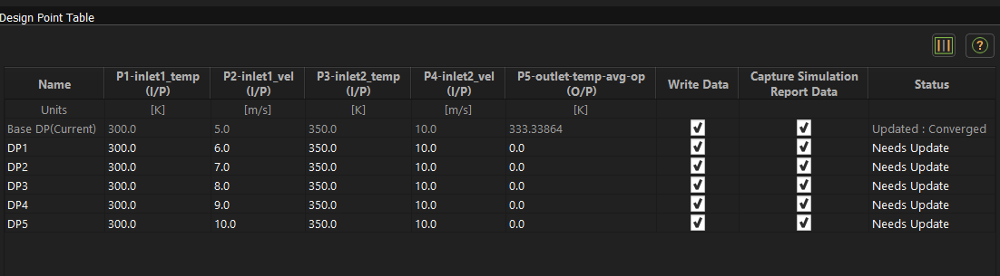 Design Point Table
?
Name P1-inlet1_temp (I/P) P2-inlet1_vel (I/P) P3-inlet2_temp (I/P) P4-inlet2_vel (I/P) P5-outlet-temp-avg-op (O/P) Write Data Capture Simulation Report Data Status
Units [K] [m/s] [K] [m/s] [K]
Base DP(Current) 300.0 5.0 350.0 10.0 333.33864 Updated : Converged
DP1 300.0 6.0 350.0 10.0 0.0 Needs Update
DP2 300.0 7.0 350.0 10.0 0.0 Needs Update
DP3 300.0 8.0 350.0 10.0 0.0 Needs Update
DP4 300.0 9.0 350.0 10.0 0.0 Needs Update
DP5 300.0 10.0 350.0 10.0 0.0 Needs Update